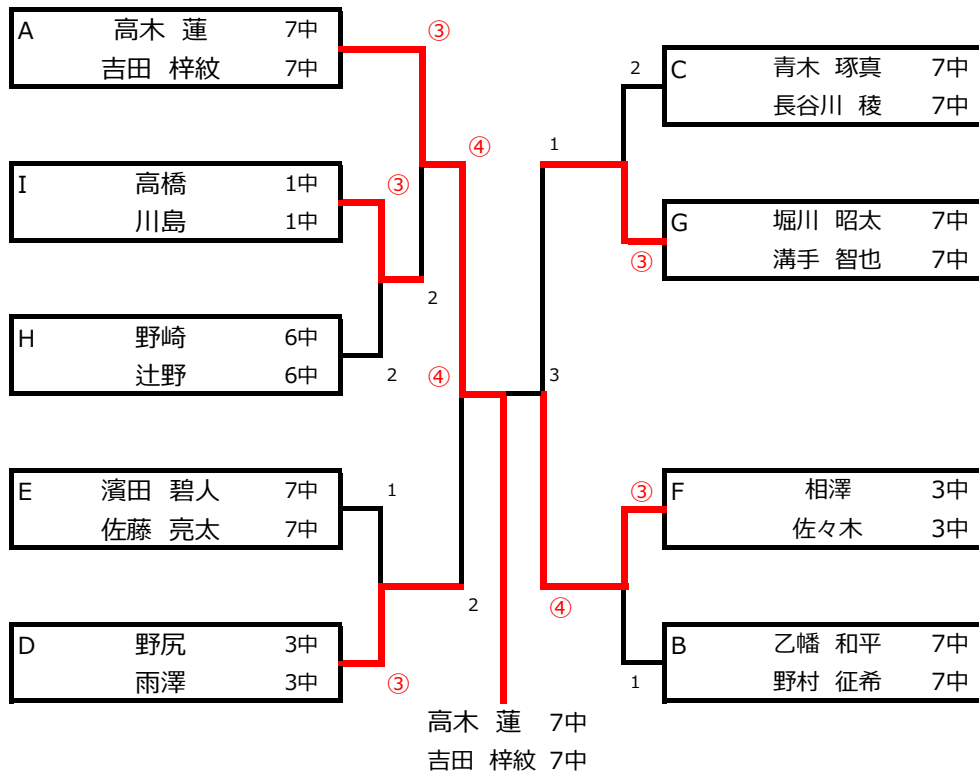 A 高木 蓮 7中
吉田 梓紋 7中
③
I 高橋 1中
川島 1中
③
④
2
H 野崎 6中
辻野 6中
2
④
E 濱田 碧人 7中
佐藤 亮太 7中
1
2
D 野尻 3中
雨澤 3中
③
2 C 青木 琢真 7中
長谷川 稜 7中
1
G 堀川 昭太 7中
溝手 智也 7中
③
3
③ F 相澤 3中
佐々木 3中
④
B 乙幡 和平 7中
野村 征希 7中
1
高木 蓮 7中
吉田 梓紋 7中